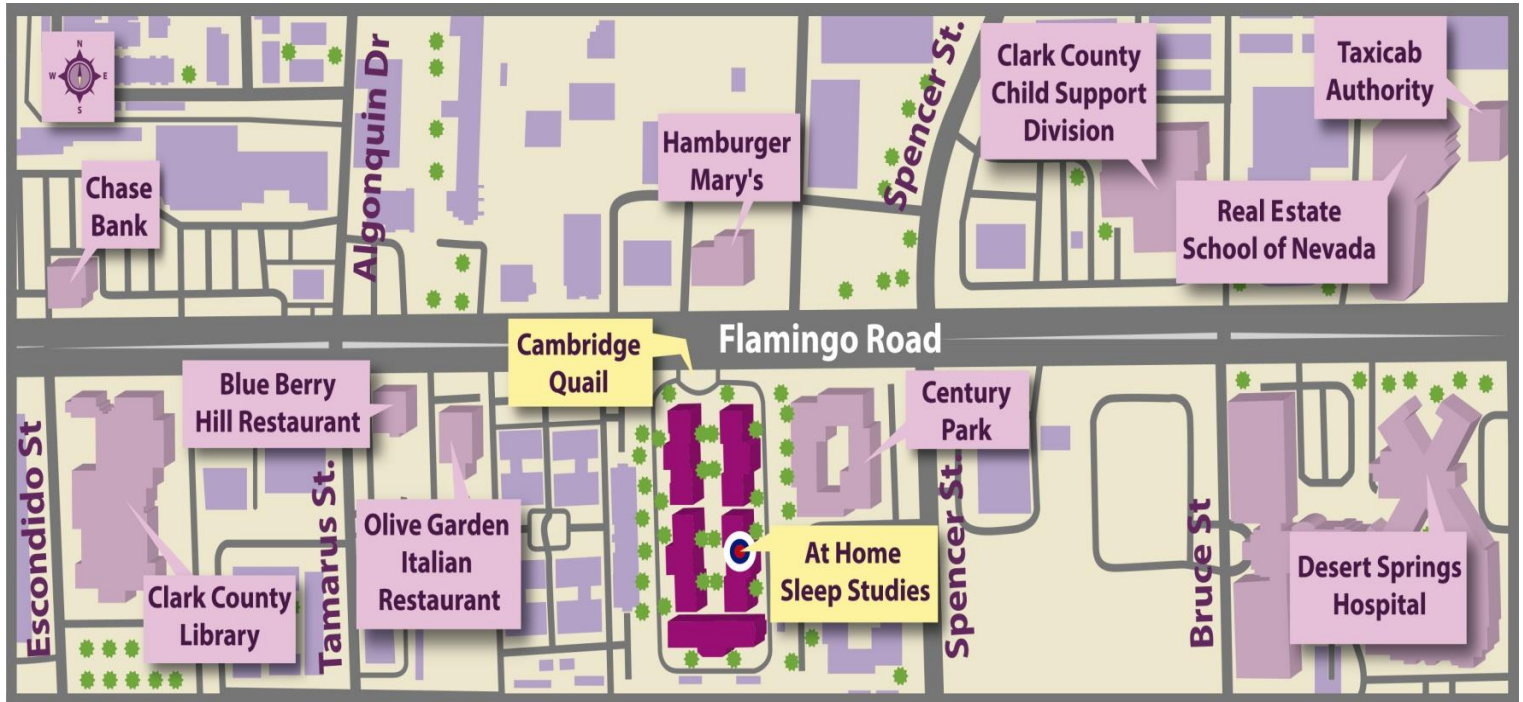 N
W
E
S
Algonquin Dr
Spencer St.
Clark County
Child Support
Division
Taxicab
Authority
Hamburger
Mary's
Chase
Bank
Real Estate
School of Nevada
Flamingo Road
Cambridge
Quail
Blue Berry
Hill Restaurant
Century
Park
Escondido St
Tamarus St.
Olive Garden
Italian
Restaurant
Spencer St.
Bruce St
At Home
Sleep Studies
Desert Springs
Hospital
Clark County
Library